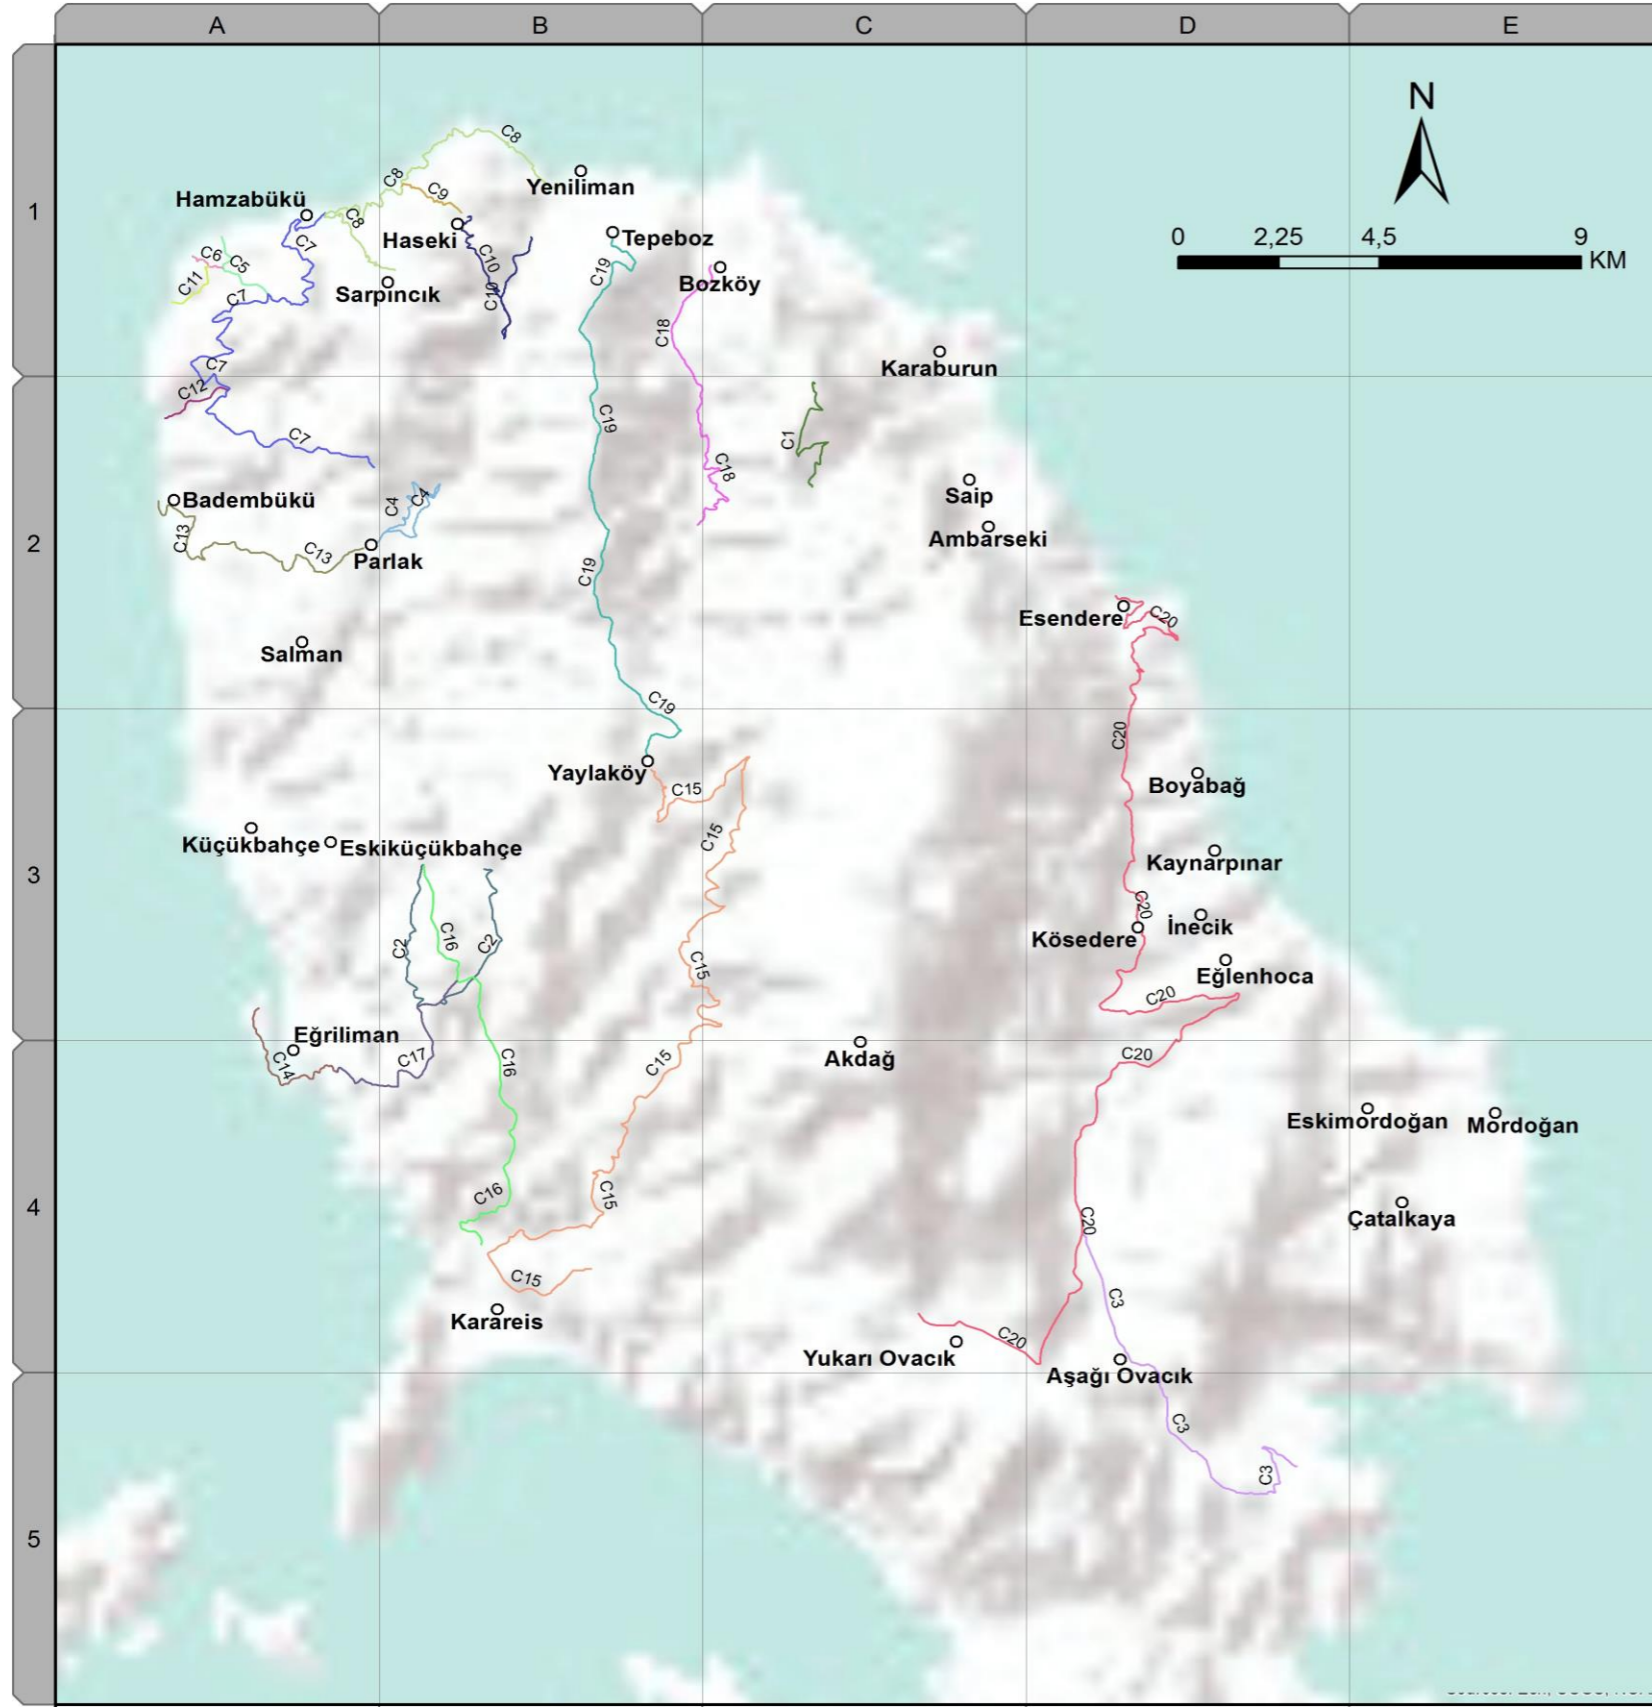 A B C D E
N
0 2,25 4,5 9
KM
1
C8
C8
Yeniliman
Hamzabükü
C9
C8
C7
Haseki
Tepeboz
C6
C5
C10
C19
Bozköy
C11
C7
Sarpıncık
C10
C18
Karaburun
C7
C12
2
C19
C1
C7
C18
Saip
Badembükü
C4
C4
C13
C13
Parlak
Ambarseki
C19
Esendere
C20
Salman
C19
3
C20
Yaylaköy
C15
Boyabağ
C15
Küçükbahçe
Eskiküçükbahçe
Kaynarpınar
C20
C2
C16
C2
Kösedere
İnecik
C15
Eğlenhoca
C20
4
Eğriliman
C14
C17
C16
C15
Akdağ
C20
Eskimordoğan
Mordoğan
C16
C15
C20
Çatalkaya
C15
C3
Karareis
C20
Yukarı Ovacık
Aşağı Ovacık
5
C3
C3